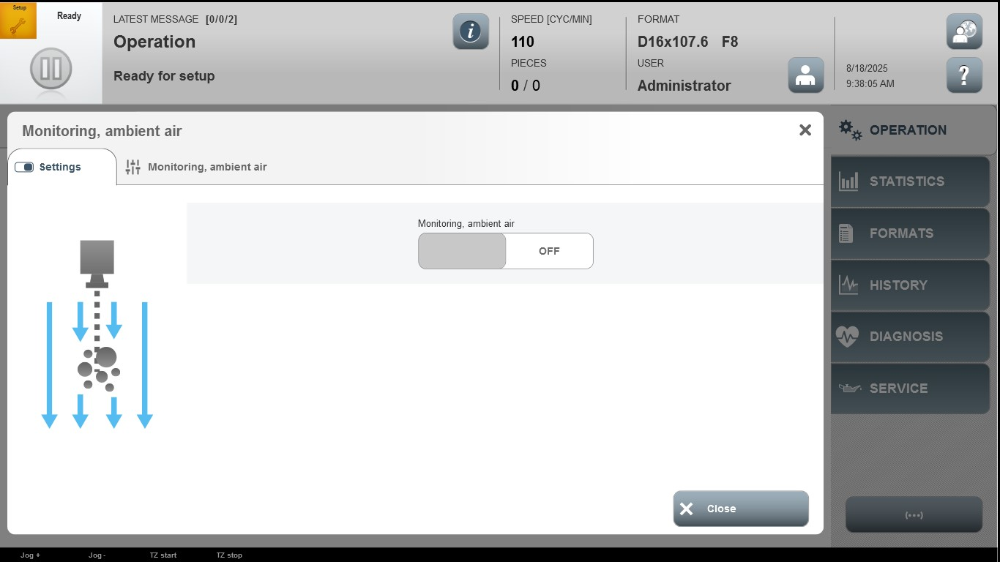 Setup
Ready
LATEST MESSAGE [0/0/2]
Operation
Ready for setup
SPEED [CYC/MIN]
110
PIECES
0 / 0
FORMAT
D16x107.6 F8
USER
Administrator
8/18/2025
9:38:05 AM
Monitoring, ambient air
Settings
Monitoring, ambient air
Monitoring, ambient air
OFF
Close
OPERATION
STATISTICS
FORMATS
HISTORY
DIAGNOSIS
SERVICE
(•••)
Jog + Jog - TZ start TZ stop